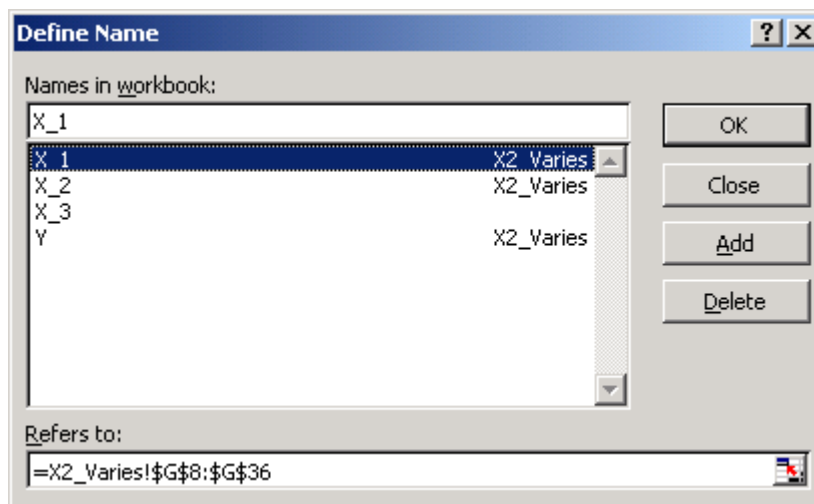 Define Name
Names in workbook:
X_1
OK
X_1 X2_Varies
X_2 X2_Varies
Close
X_3
Y X2_Varies
Add
Delete
Refers to:
=X2_Varies!$G$8:$G$36